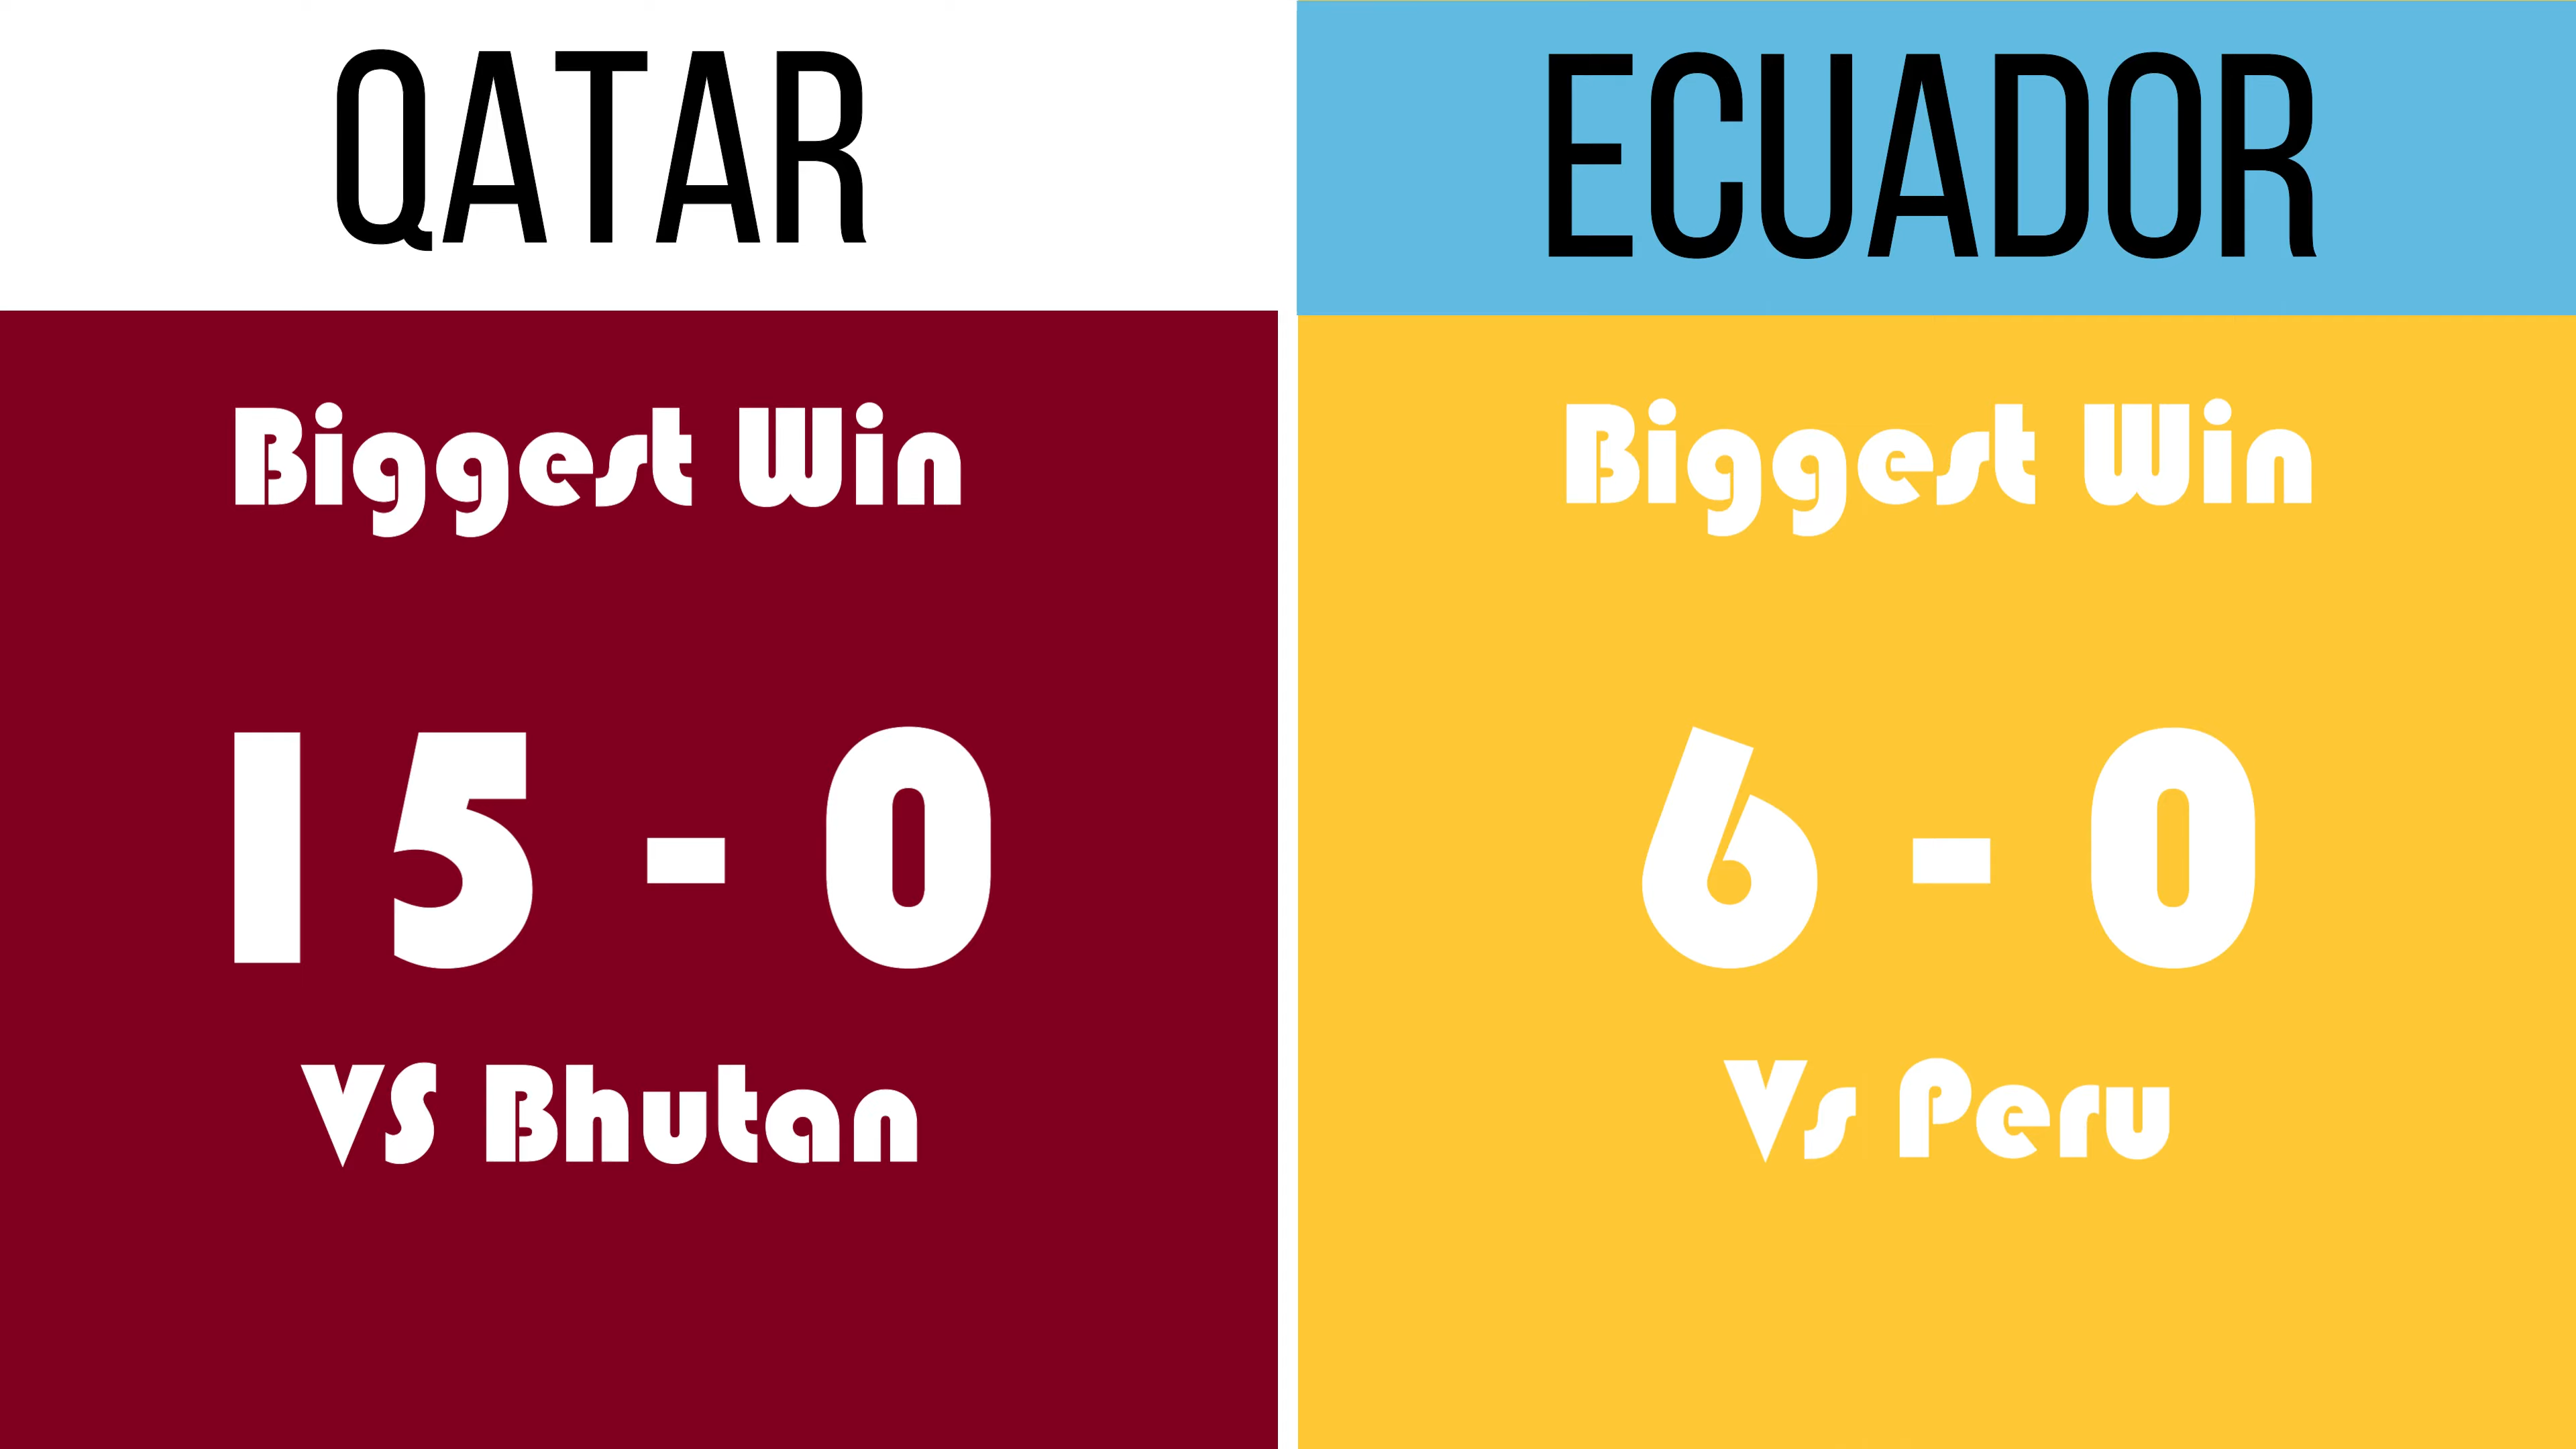 QATAR
Biggest Win
15 - 0
VS Bhutan
ECUADOR
Biggest Win
6 - 0
Vs Peru